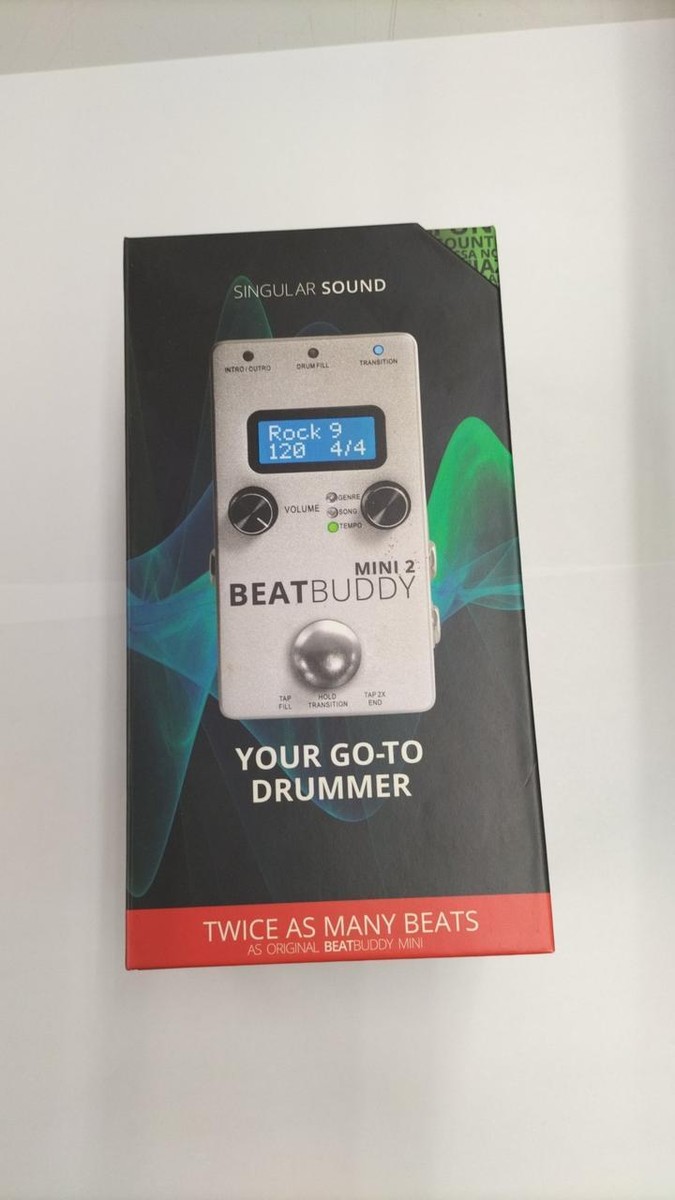 OUNT
SINGULAR SOUND
INTRO / OUTRO
DRUM FILL
TRANSITION
Rock 9
120 4/4
VOLUME
GENRE
SONG
TEMPO
MINI 2
BEATBUDDY
TAP
FILL
HOLD
TRANSITION
TAP 2X
END
YOUR GO-TO
DRUMMER
TWICE AS MANY BEATS
AS ORIGINAL BEATBUDDY MINI